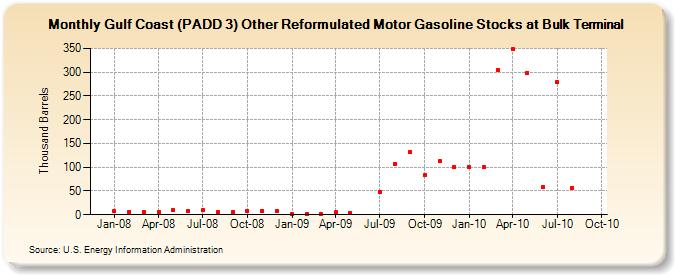 Monthly Gulf Coast (PADD 3) Other Reformulated Motor Gasoline Stocks at Bulk Terminal
Thousand Barrels
350
300
250
200
150
100
50
0
Jan-08 Apr-08 Jul-08 Oct-08 Jan-09 Apr-09 Jul-09 Oct-09 Jan-10 Apr-10 Jul-10 Oct-10
Source: U.S. Energy Information Administration